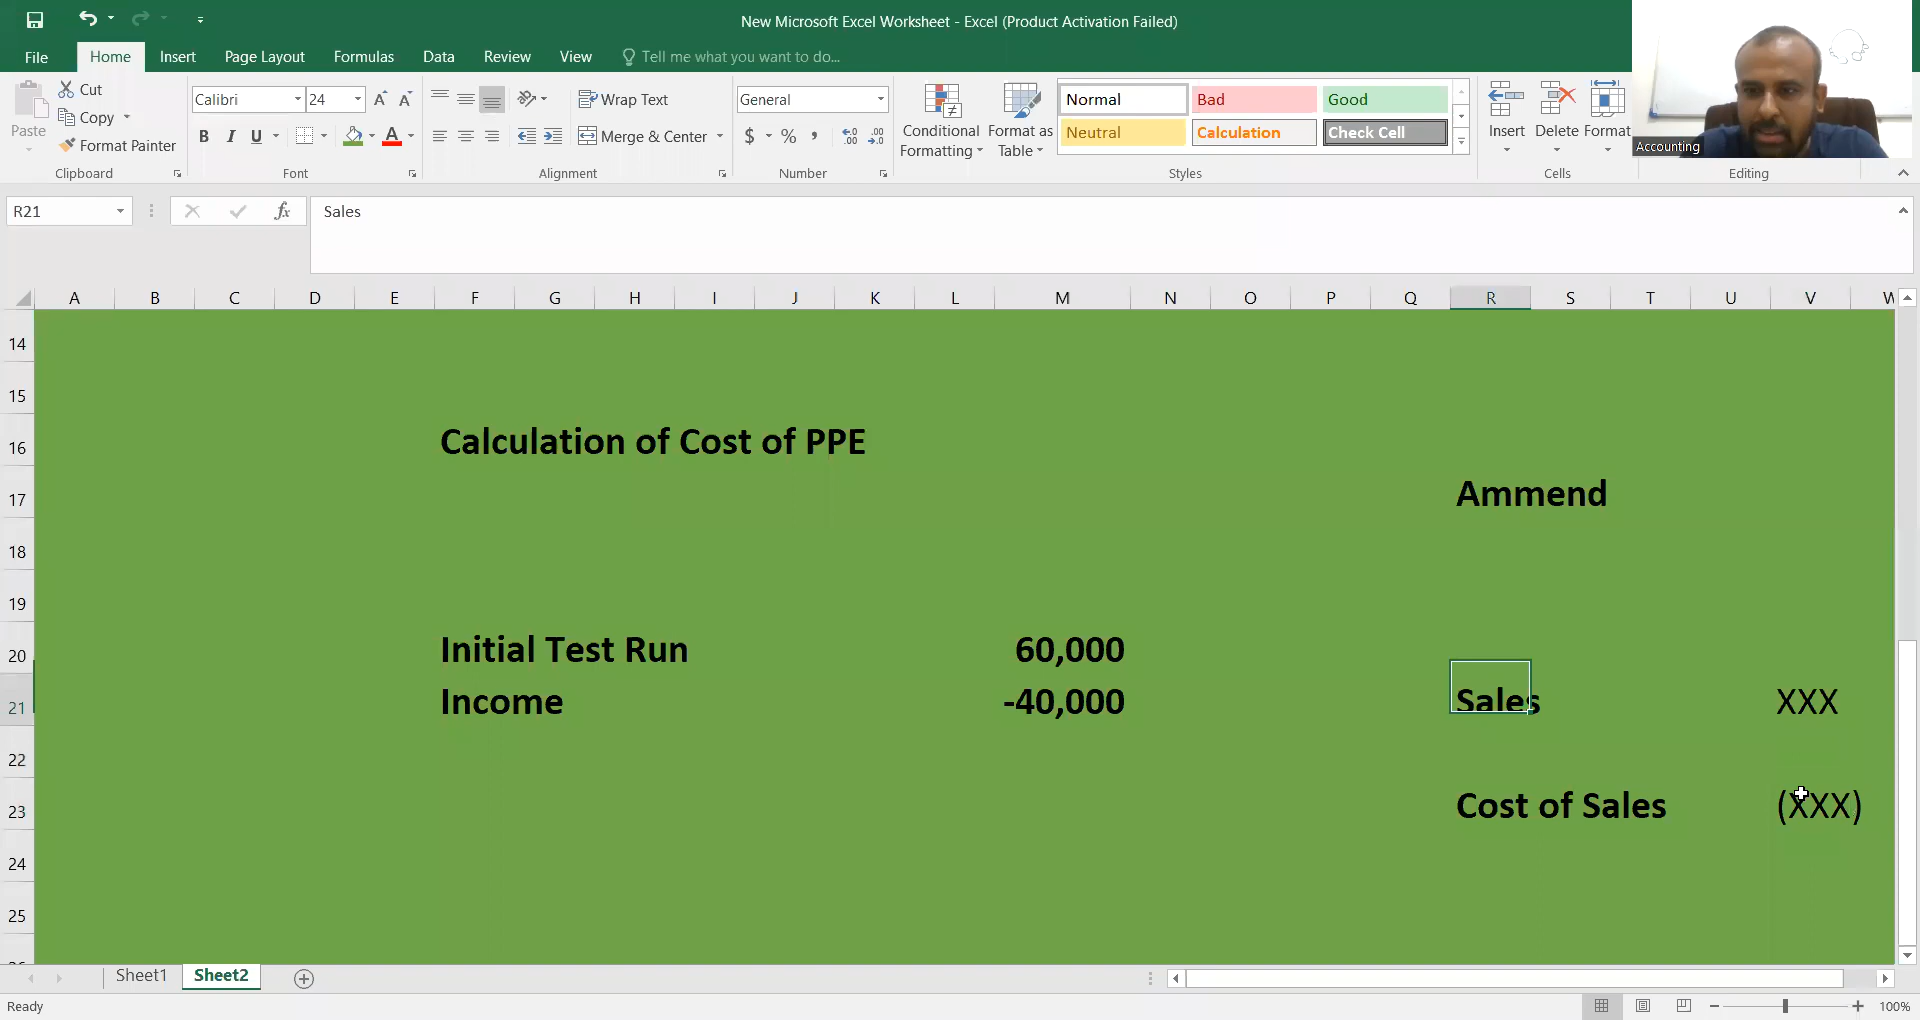 New Microsoft Excel Worksheet - Excel (Product Activation Failed)
File Home Insert Page Layout Formulas Data Review View Tell me what you want to do...
Paste
Cut
Copy
Format Painter
Clipboard
Calibri 24
B I U A
Font
Wrap Text
Merge & Center
Alignment
General
$ % ,
Number
Conditional Formatting
Format as Table
Normal Bad Good
Neutral Calculation Check Cell
Styles
Insert Delete Format
Cells
Editing
Accounting
R21 fx Sales
A B C D E F G H I J K L M N O P Q R S T U V W
14
15
16 Calculation of Cost of PPE
17 Ammend
18
19
20 Initial Test Run 60,000
21 Income -40,000 Sales XXX
22
23 Cost of Sales (XXX)
24
25
26
Sheet1 Sheet2
Ready 100%